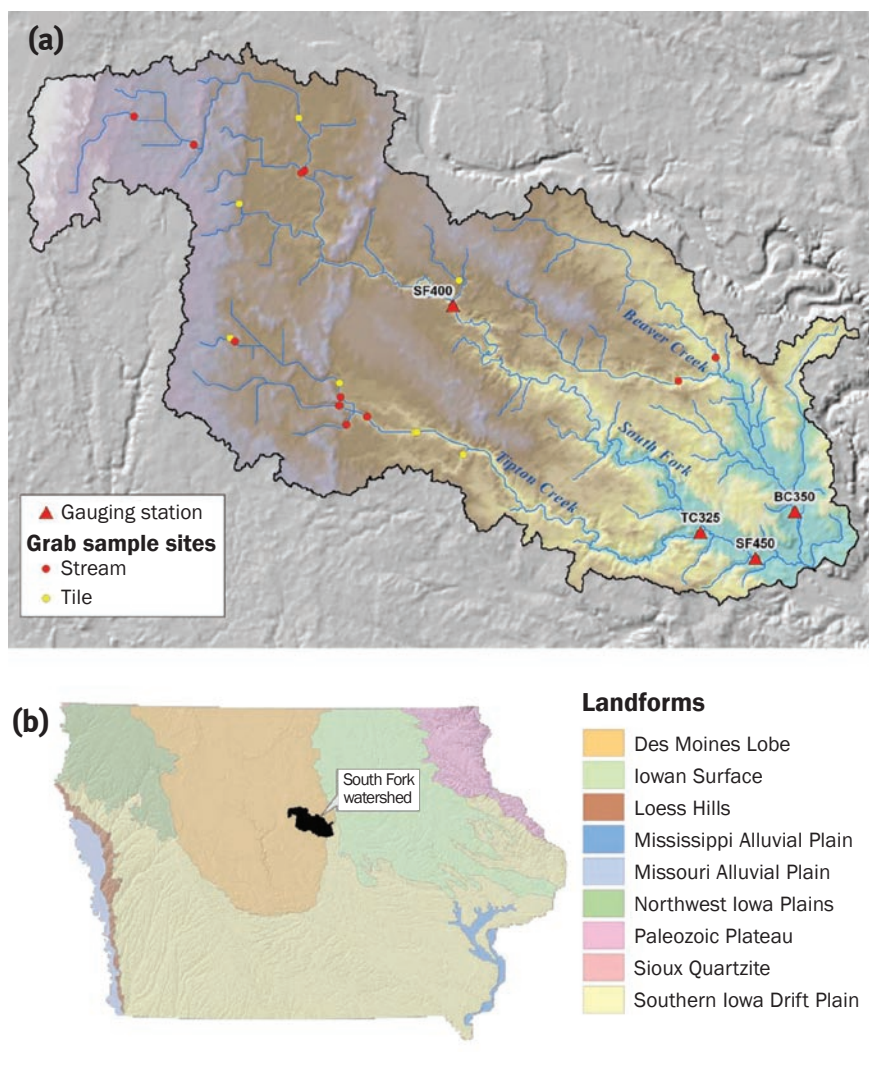 (a)
SF400
Beaver Creek
South Fork
Tipton Creek
BC350
TC325
SF450
Gauging station
Grab sample sites
Stream
Tile
(b)
South Fork
watershed
Landforms
Des Moines Lobe
Iowan Surface
Loess Hills
Mississippi Alluvial Plain
Missouri Alluvial Plain
Northwest Iowa Plains
Paleozoic Plateau
Sioux Quartzite
Southern Iowa Drift Plain